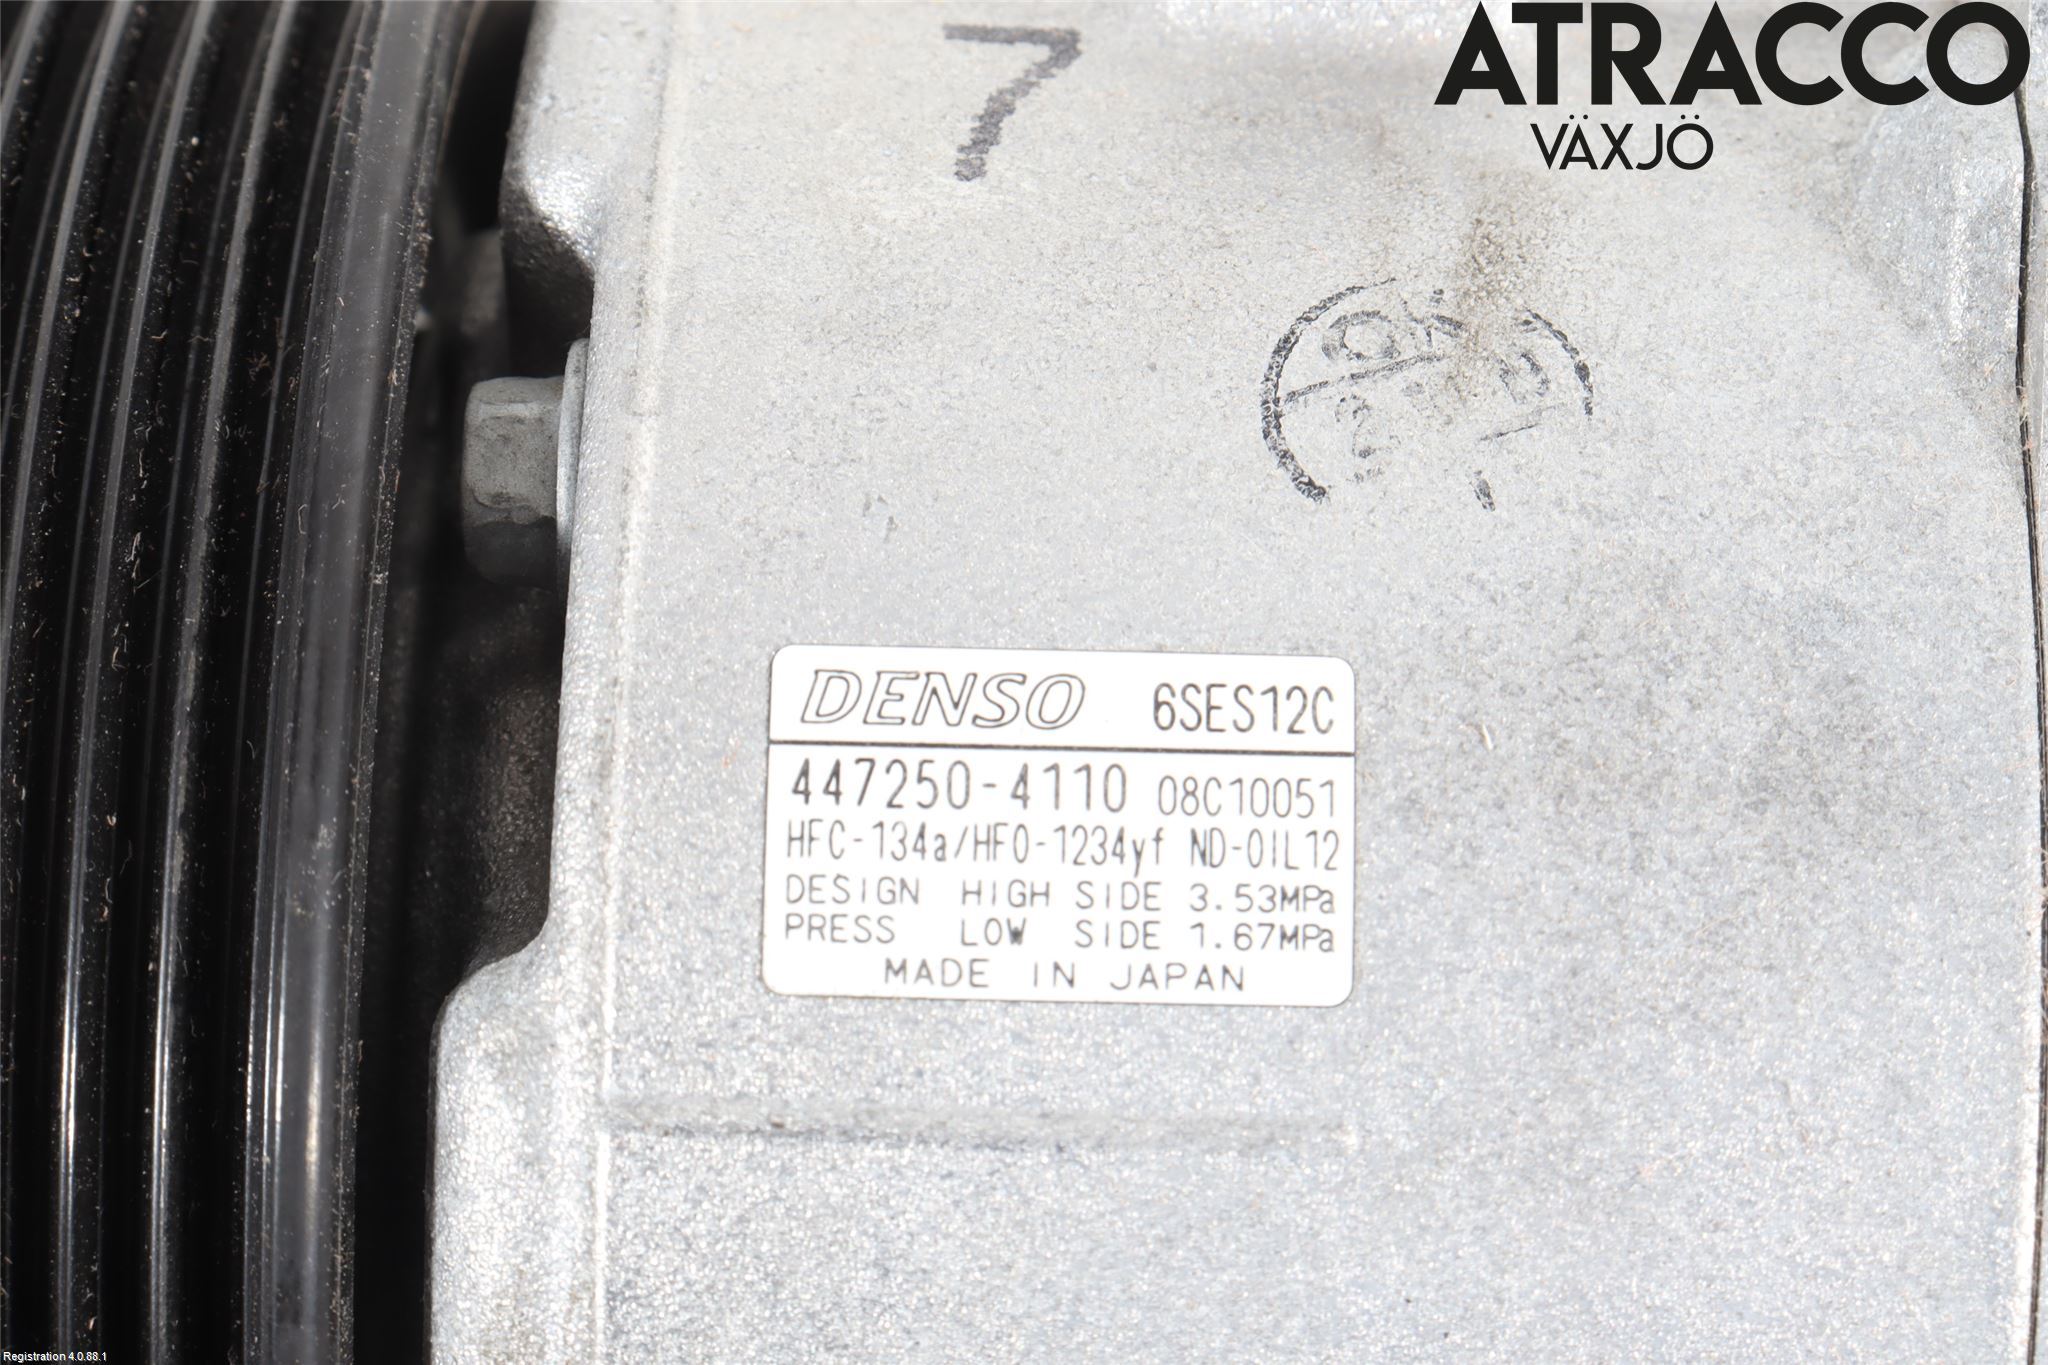 ATRACCO
VÄXJÖ
7
DENSO 6SES12C
447250-4110 08C10051
HFC-134a/HFO-1234yf ND-OIL12
DESIGN HIGH SIDE 3.53MPa
PRESS LOW SIDE 1.67MPa
MADE IN JAPAN
Registration 4.0.88.1